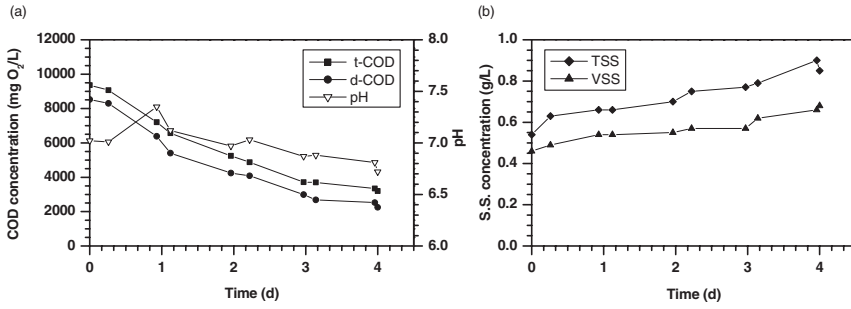 (a)
12000
10000
8000
6000
4000
2000
0
COD concentration (mg O₂/L)
t-COD
d-COD
pH
8.0
7.5
7.0
6.5
6.0
pH
0 1 2 3 4
Time (d)
(b)
1.0
0.8
0.6
0.4
0.2
0.0
S.S. concentration (g/L)
TSS
VSS
0 1 2 3 4
Time (d)